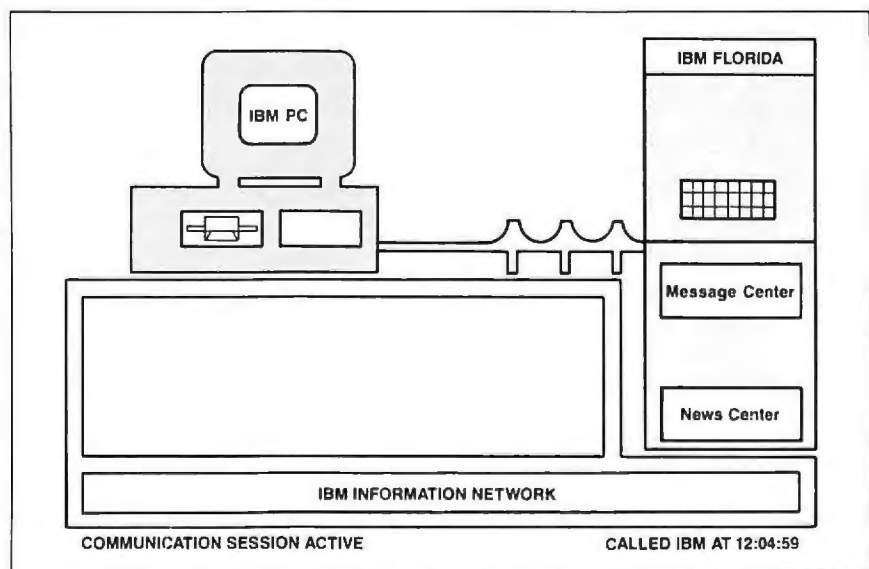 IBM FLORIDA
IBM PC
Message Center
News Center
IBM INFORMATION NETWORK
COMMUNICATION SESSION ACTIVE
CALLED IBM AT 12:04:59